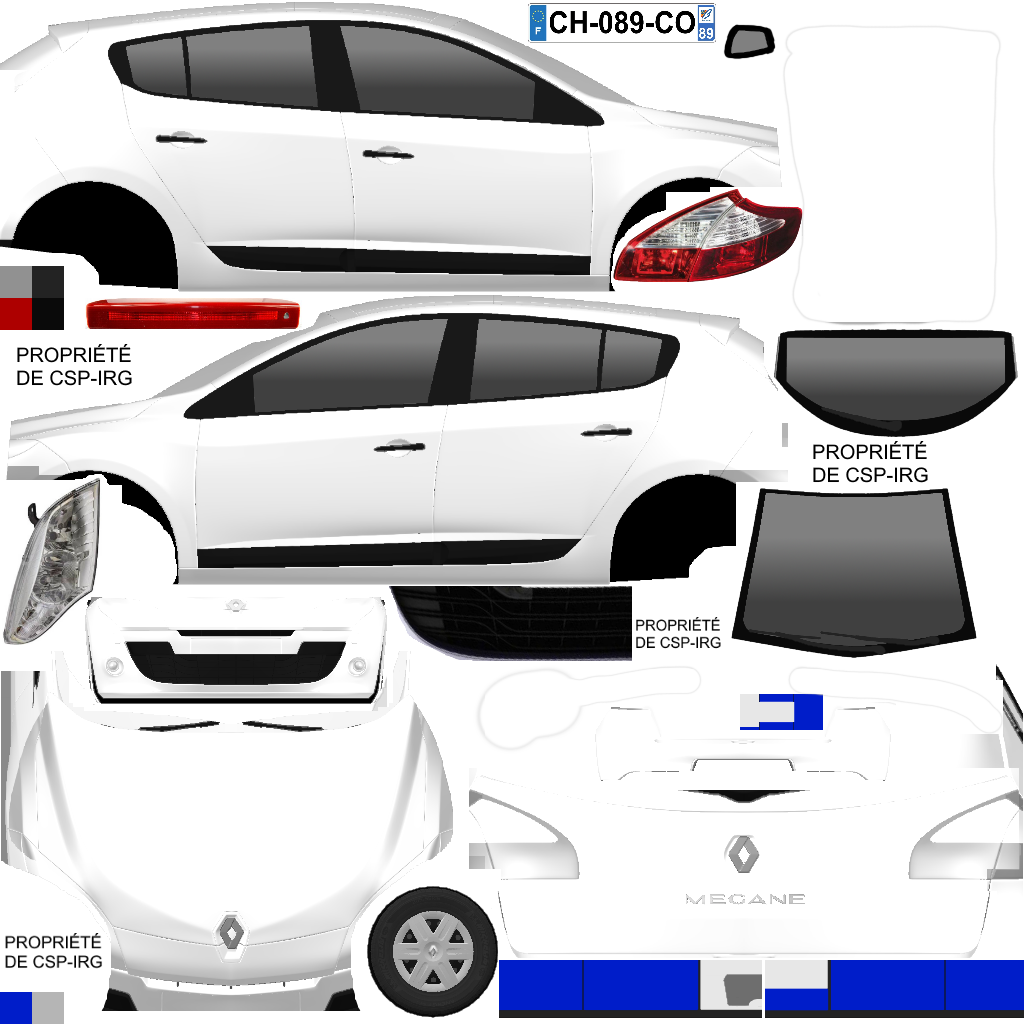 CH-089-CO
F
89
PROPRIÉTÉ
DE CSP-IRG
PROPRIÉTÉ
DE CSP-IRG
PROPRIÉTÉ
DE CSP-IRG
MEGANE
PROPRIÉTÉ
DE CSP-IRG